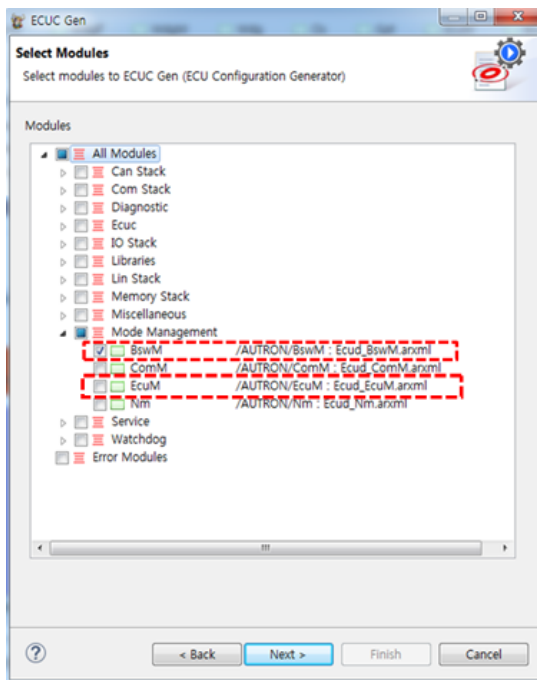 ECUC Gen
Select Modules
Select modules to ECUC Gen (ECU Configuration Generator)
Modules
All Modules
Can Stack
Com Stack
Diagnostic
Ecuc
IO Stack
Libraries
Lin Stack
Memory Stack
Miscellaneous
Mode Management
BswM /AUTRON/BswM : Ecud_BswM.arxml
ComM /AUTRON/ComM : Ecud_ComM.arxml
EcuM /AUTRON/EcuM : Ecud_EcuM.arxml
Nm /AUTRON/Nm : Ecud_Nm.arxml
Service
Watchdog
Error Modules
< Back Next > Finish Cancel